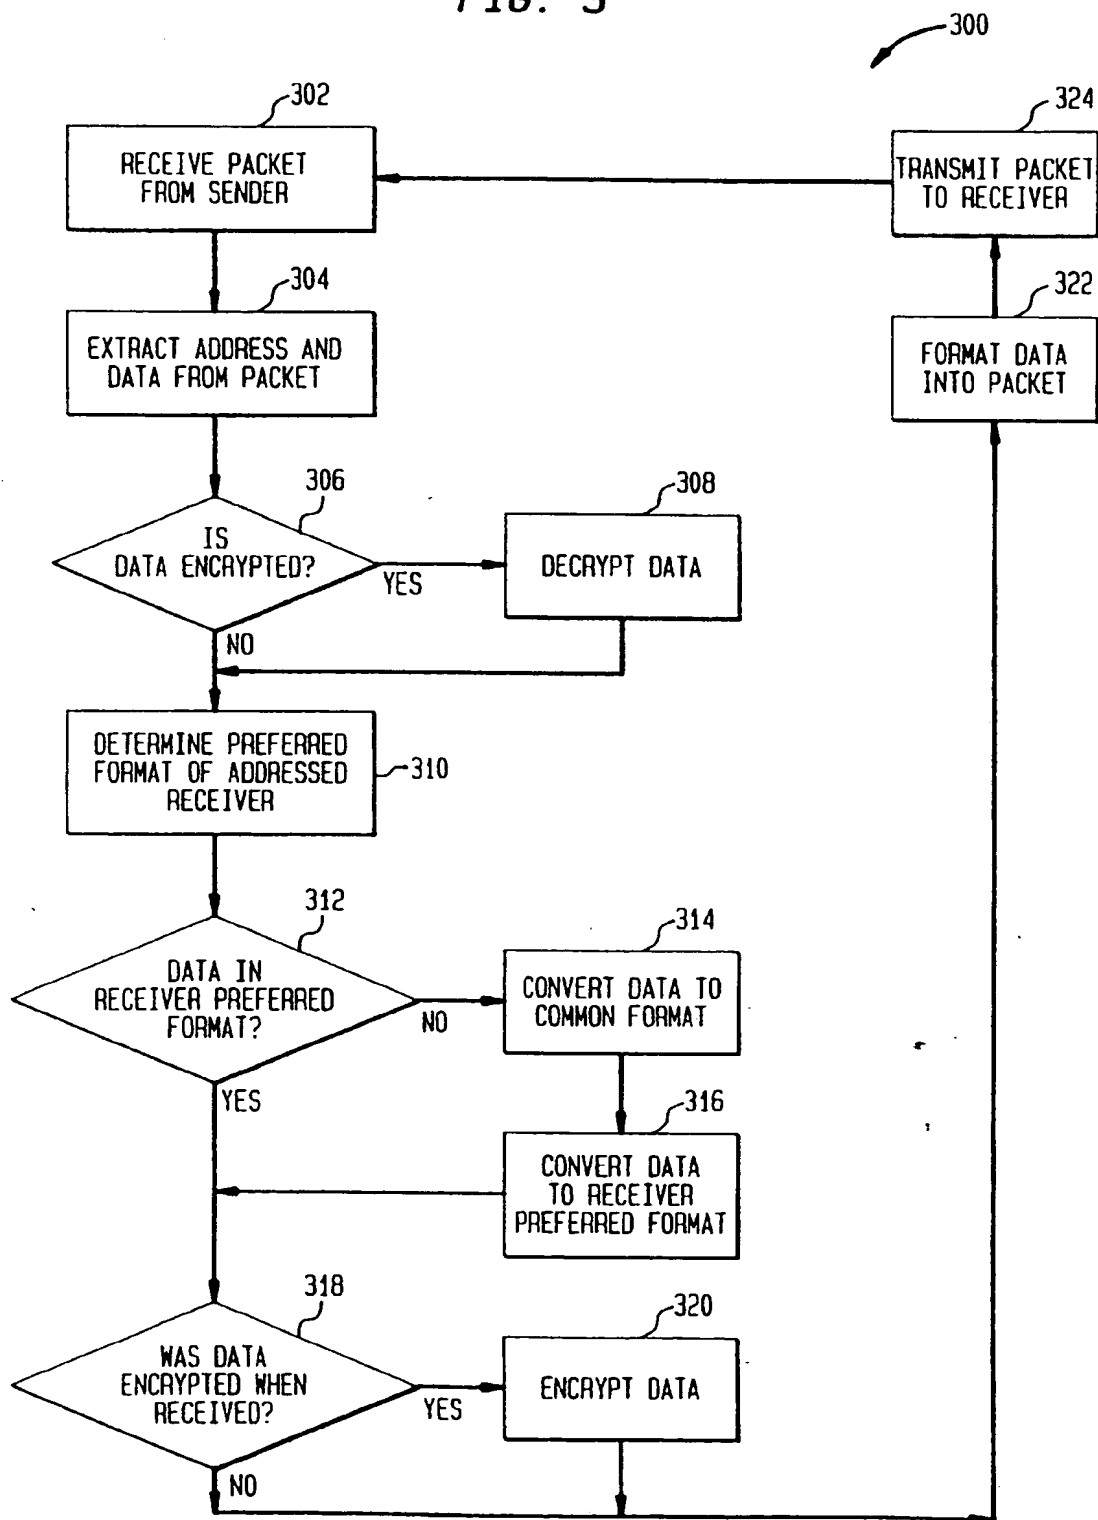 FIG. 3
300
302
RECEIVE PACKET
FROM SENDER
324
TRANSMIT PACKET
TO RECEIVER
304
EXTRACT ADDRESS AND
DATA FROM PACKET
322
FORMAT DATA
INTO PACKET
306
IS
DATA ENCRYPTED?
YES
NO
308
DECRYPT DATA
DETERMINE PREFERRED
FORMAT OF ADDRESSED
RECEIVER
310
312
DATA IN
RECEIVER PREFERRED
FORMAT?
NO
YES
314
CONVERT DATA TO
COMMON FORMAT
316
CONVERT DATA
TO RECEIVER
PREFERRED FORMAT
318
WAS DATA
ENCRYPTED WHEN
RECEIVED?
YES
NO
320
ENCRYPT DATA